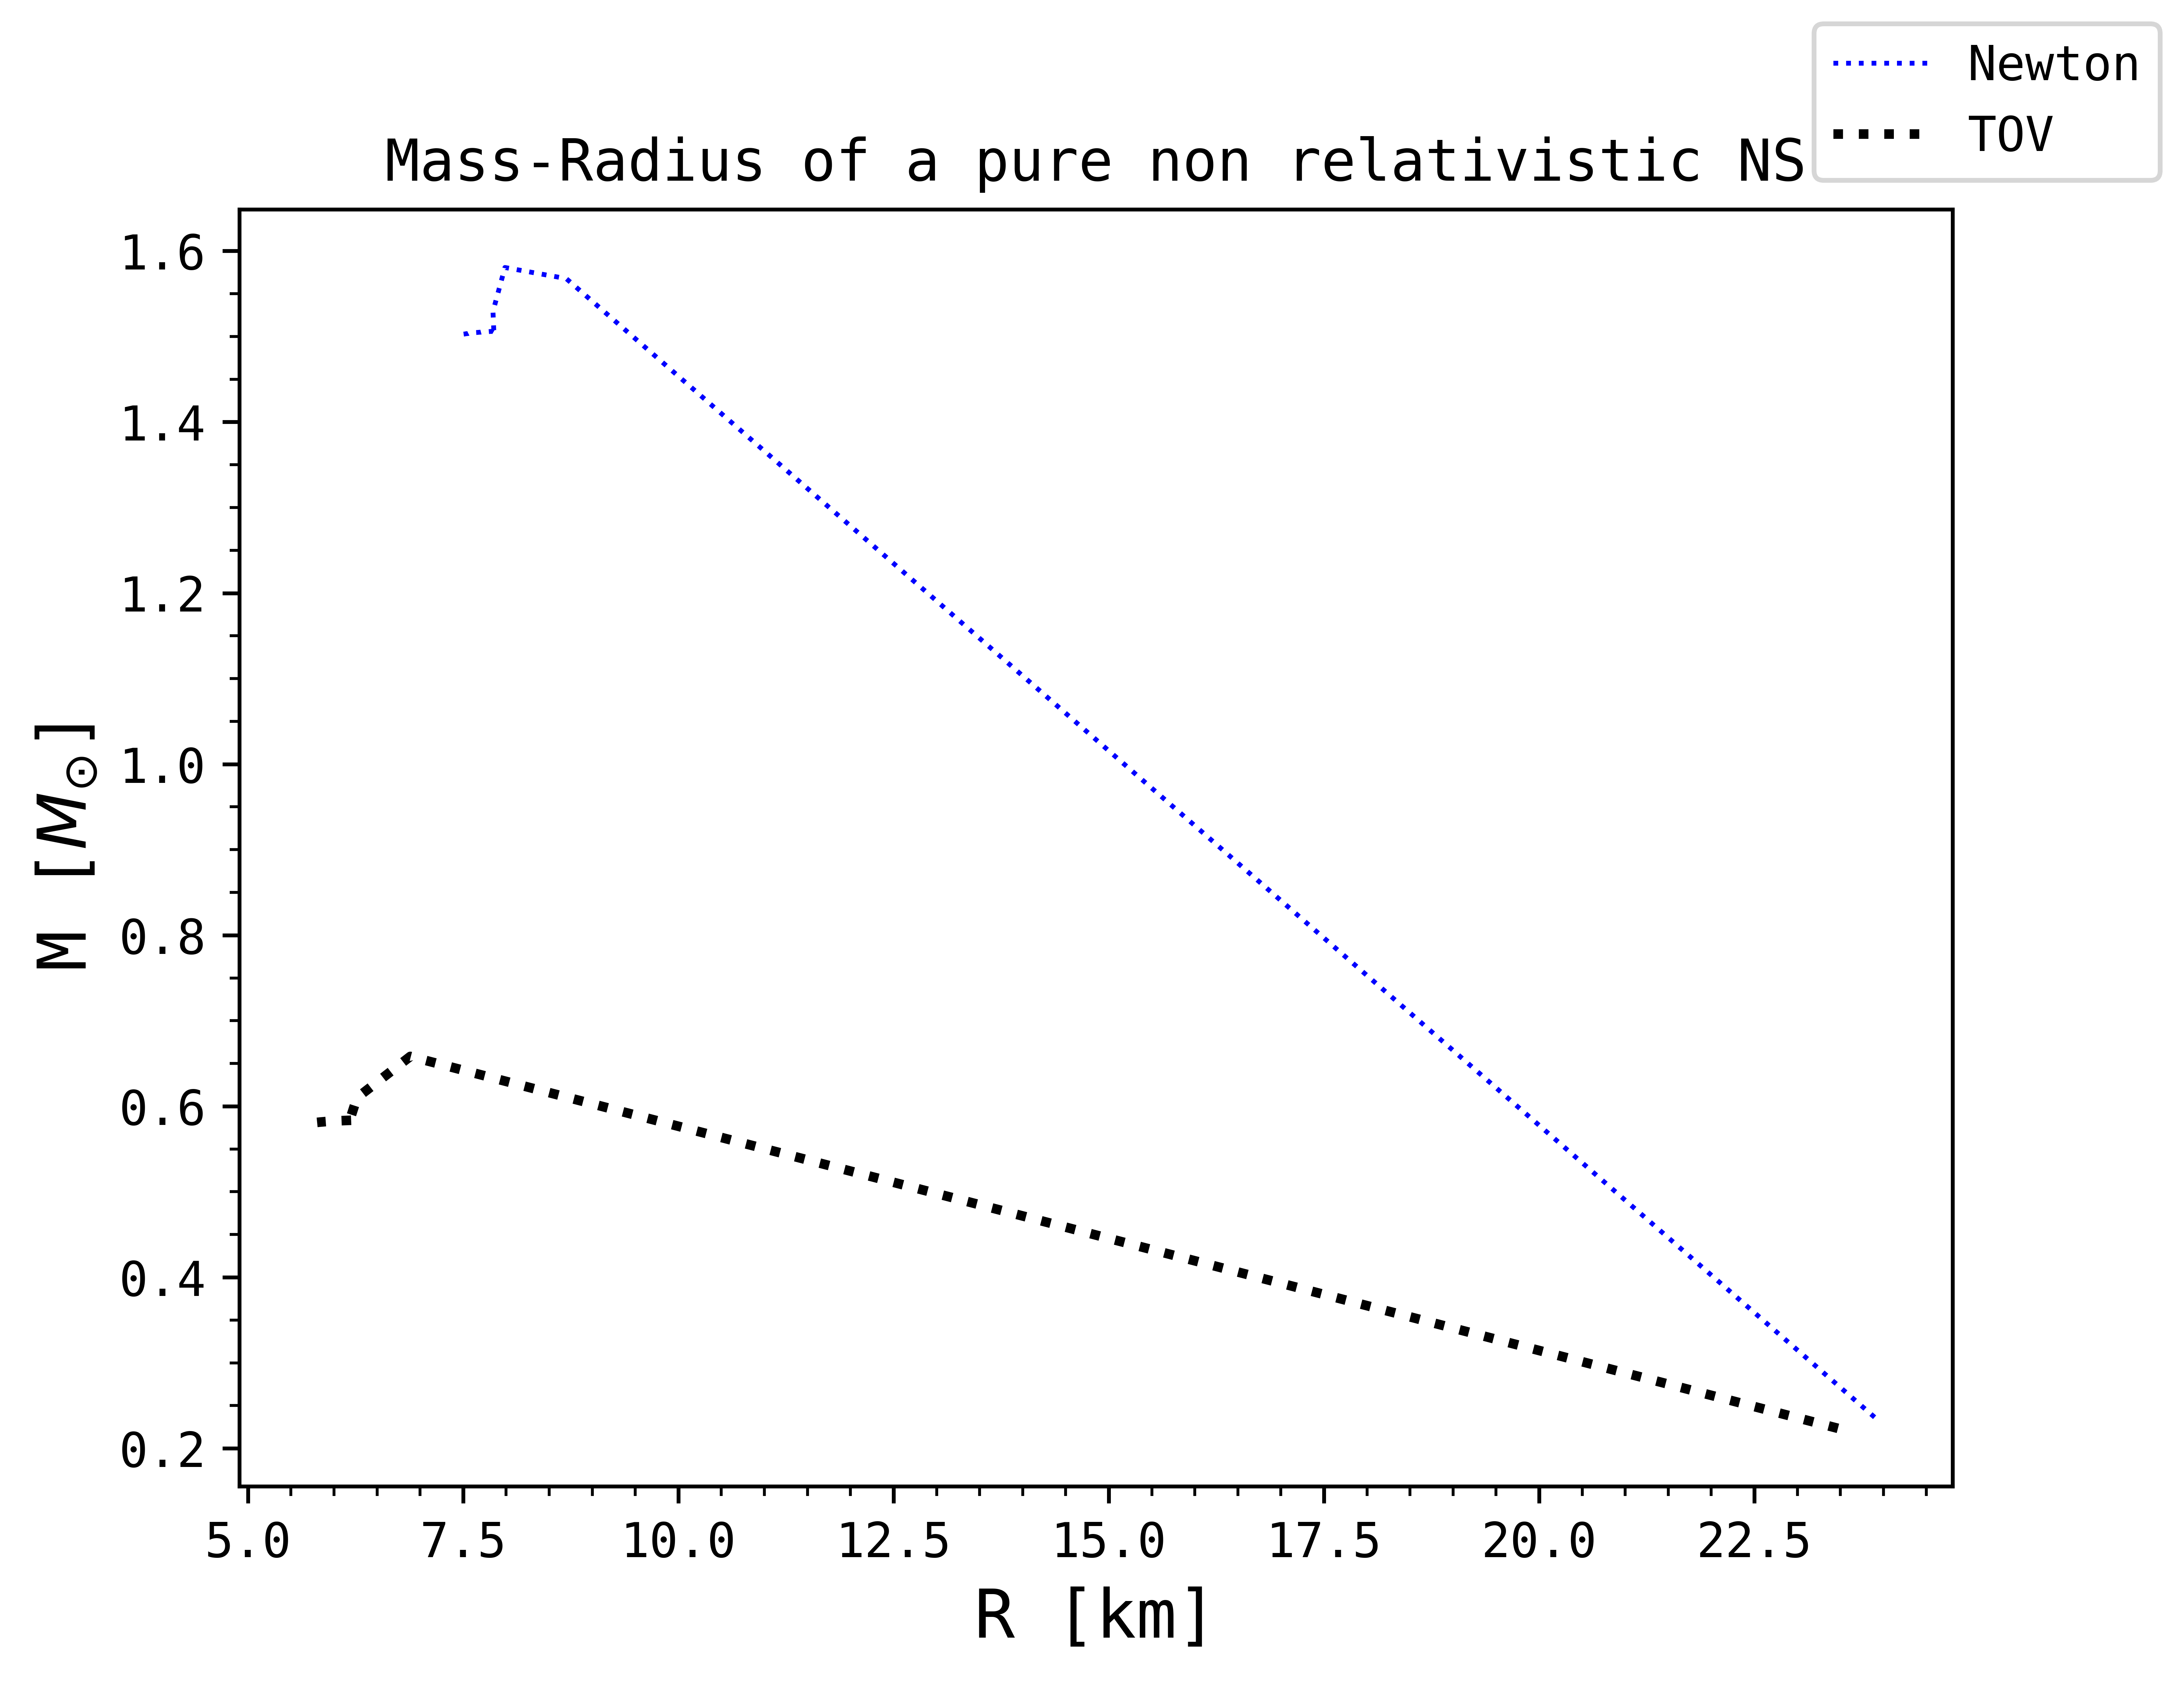 Newton
TOV
Mass-Radius of a pure non relativistic NS
1.6
1.4
1.2
1.0
0.8
0.6
0.4
0.2
M [M⊙]
5.0 7.5 10.0 12.5 15.0 17.5 20.0 22.5
R [km]